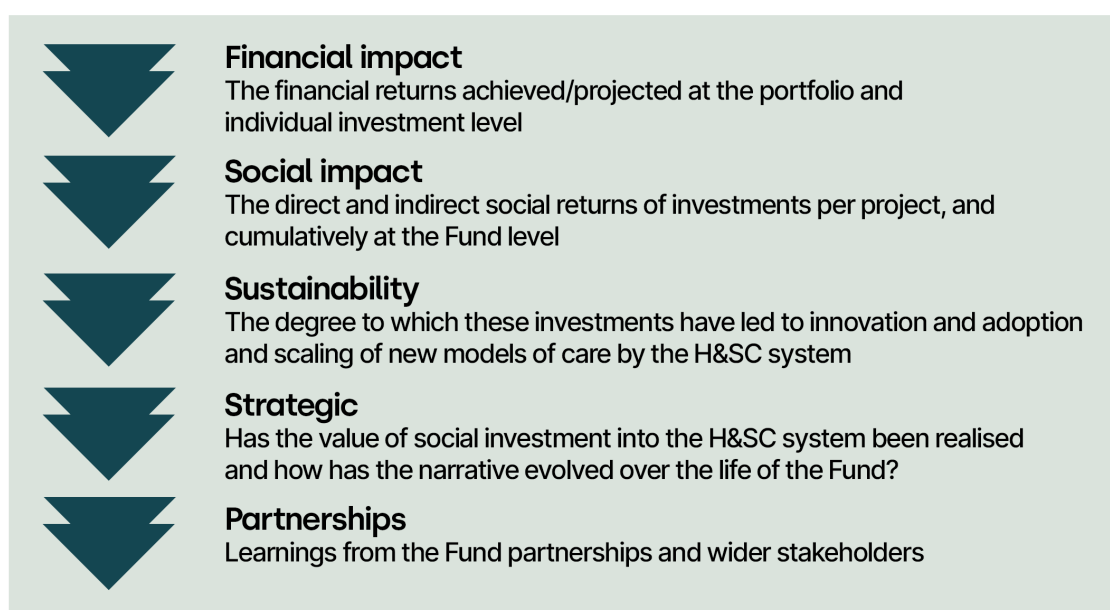 Financial impact
The financial returns achieved/projected at the portfolio and
individual investment level
Social impact
The direct and indirect social returns of investments per project, and
cumulatively at the Fund level
Sustainability
The degree to which these investments have led to innovation and adoption
and scaling of new models of care by the H&SC system
Strategic
Has the value of social investment into the H&SC system been realised
and how has the narrative evolved over the life of the Fund?
Partnerships
Learnings from the Fund partnerships and wider stakeholders